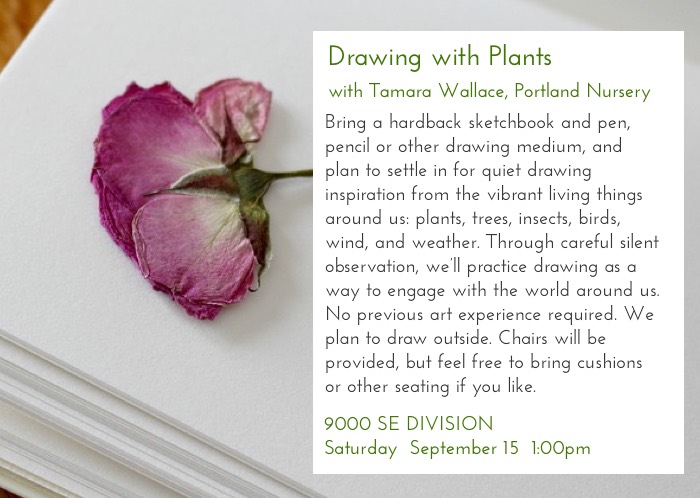 Drawing with Plants
with Tamara Wallace, Portland Nursery
Bring a hardback sketchbook and pen,
pencil or other drawing medium, and
plan to settle in for quiet drawing
inspiration from the vibrant living things
around us: plants, trees, insects, birds,
wind, and weather. Through careful silent
observation, we'll practice drawing as a
way to engage with the world around us.
No previous art experience required. We
plan to draw outside. Chairs will be
provided, but feel free to bring cushions
or other seating if you like.
9000 SE DIVISION
Saturday September 15 1:00pm